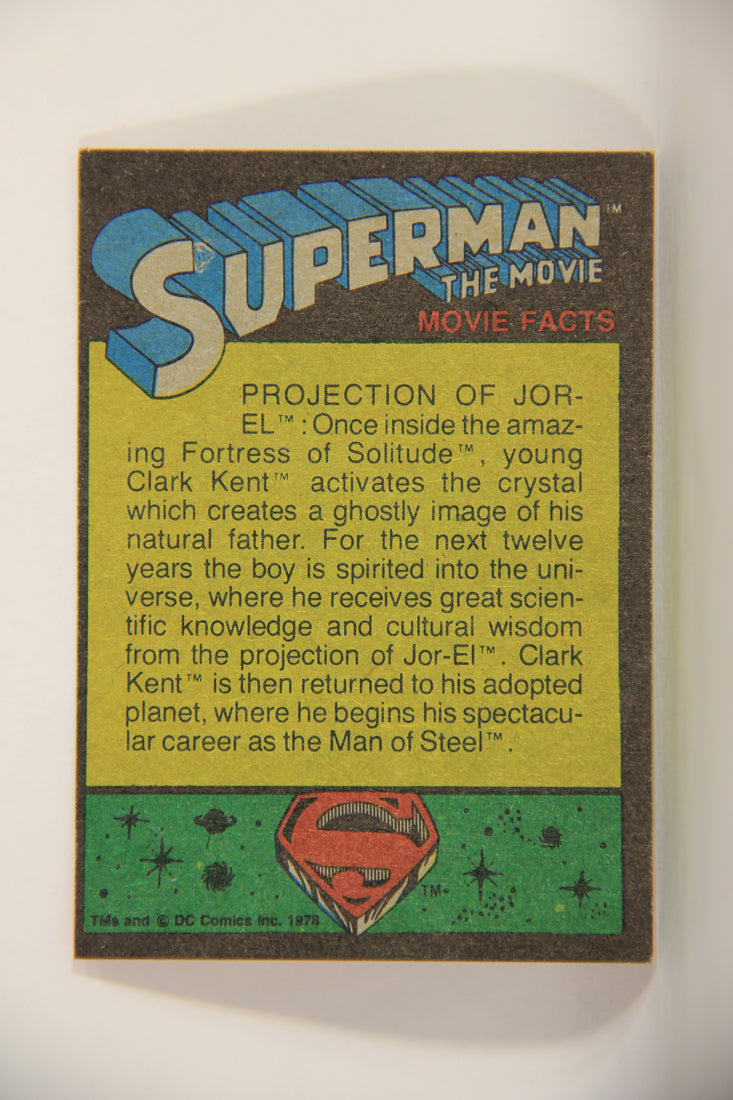 SUPERMAN™
THE MOVIE
MOVIE FACTS
PROJECTION OF JOR-
EL™ : Once inside the amaz-
ing Fortress of Solitude™, young
Clark Kent™ activates the crystal
which creates a ghostly image of his
natural father. For the next twelve
years the boy is spirited into the uni-
verse, where he receives great scien-
tific knowledge and cultural wisdom
from the projection of Jor-El™. Clark
Kent™ is then returned to his adopted
planet, where he begins his spectacu-
lar career as the Man of Steel™.
S
TM
TMs and © DC Comics Inc. 1978